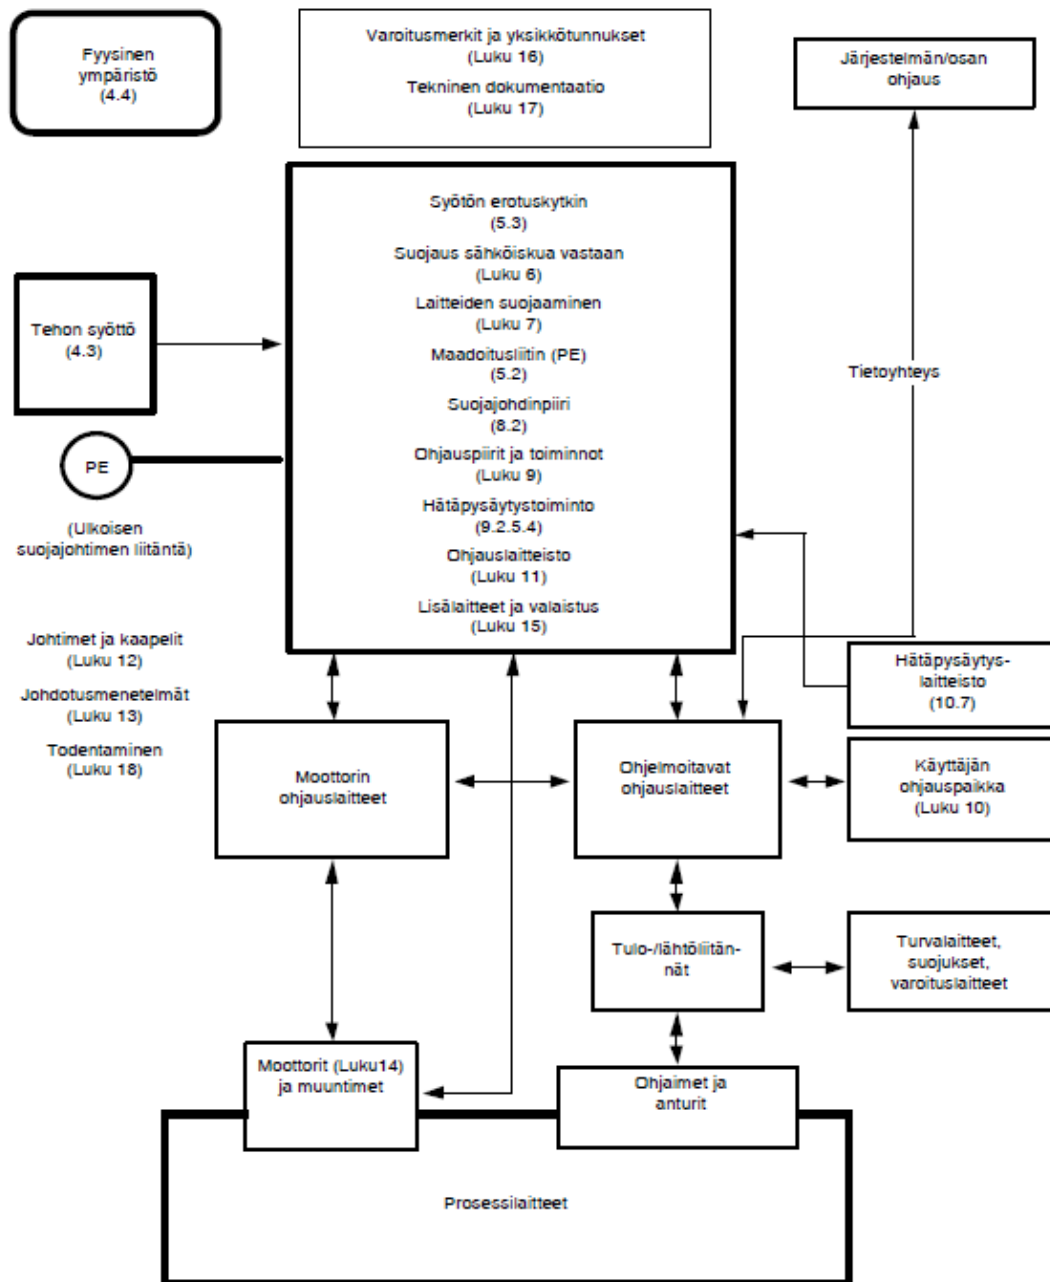 Fyysinen
ympäristö
(4.4)
Varoitusmerkit ja yksikkötunnukset
(Luku 16)
Tekninen dokumentaatio
(Luku 17)
Järjestelmän/osan
ohjaus
Syötön erotuskytkin
(5.3)
Suojaus sähköiskua vastaan
(Luku 6)
Laitteiden suojaaminen
(Luku 7)
Maadoitusliitin (PE)
(5.2)
Suojajohdinpiiri
(8.2)
Ohjauspiirit ja toiminnot
(Luku 9)
Hätäpysäytystoiminto
(9.2.5.4)
Ohjauslaitteisto
(Luku 11)
Lisälaitteet ja valaistus
(Luku 15)
Tehon syöttö
(4.3)
Tietoyhteys
PE
(Ulkoisen
suojajohtimen liitäntä)
Johtimet ja kaapelit
(Luku 12)
Johdotusmenetelmät
(Luku 13)
Todentaminen
(Luku 18)
Hätäpysäytys-
laitteisto
(10.7)
Moottorin
ohjauslaitteet
Ohjelmoitavat
ohjauslaitteet
Käyttäjän
ohjauspaikka
(Luku 10)
Tulo-/lähtöliitän-
nät
Turvalaitteet,
suojukset,
varoituslaitteet
Moottorit (Luku14)
ja muuntimet
Ohjaimet ja
anturit
Prosessilaitteet